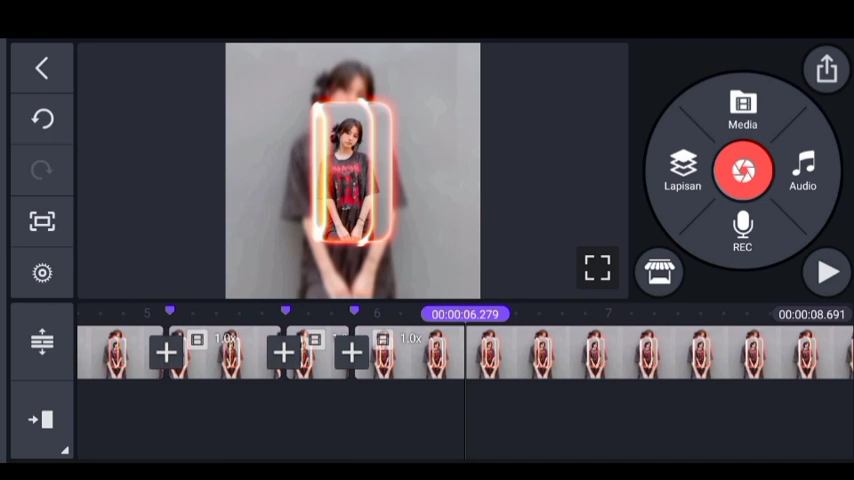 Media
Lapisan
Audio
REC
5
6
00:00:06.279
7
00:00:08.691
1.0x
1.0x